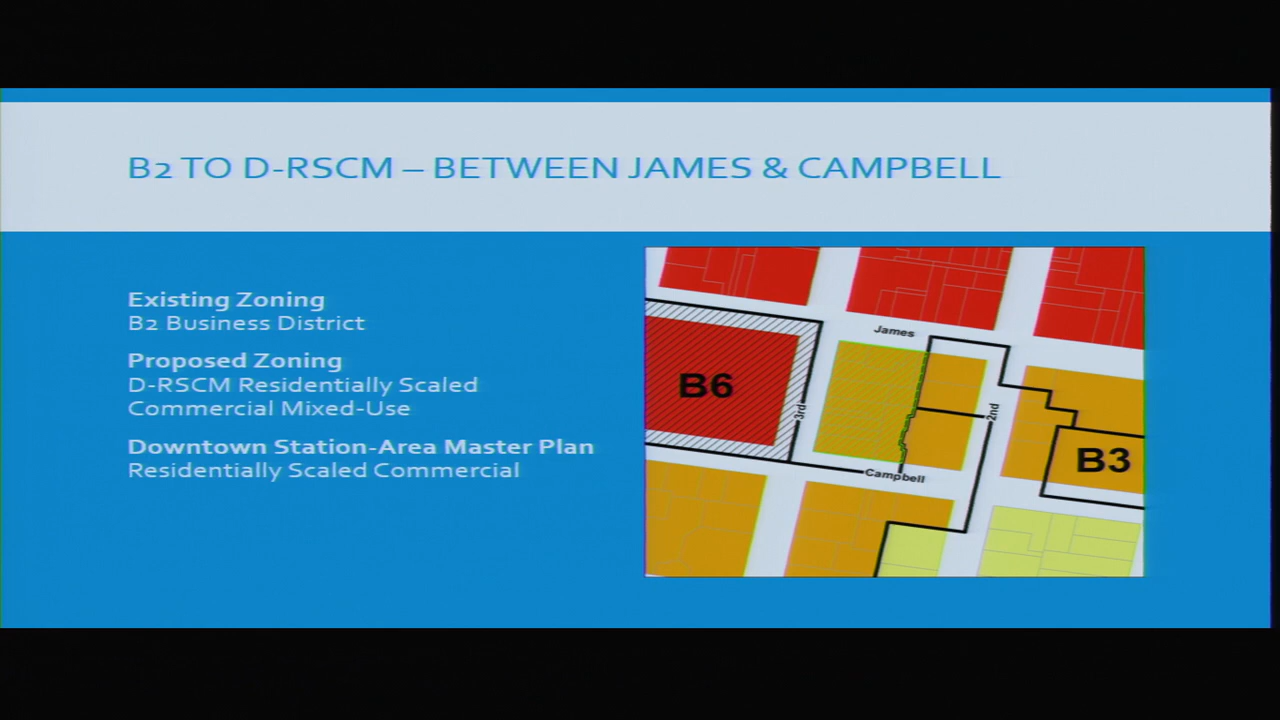 B2 TO D-RSCM – BETWEEN JAMES & CAMPBELL
Existing Zoning
B2 Business District
Proposed Zoning
D-RSCM Residentially Scaled
Commercial Mixed-Use
Downtown Station-Area Master Plan
Residentially Scaled Commercial
James
B6
3rd
2nd
B3
Campbell